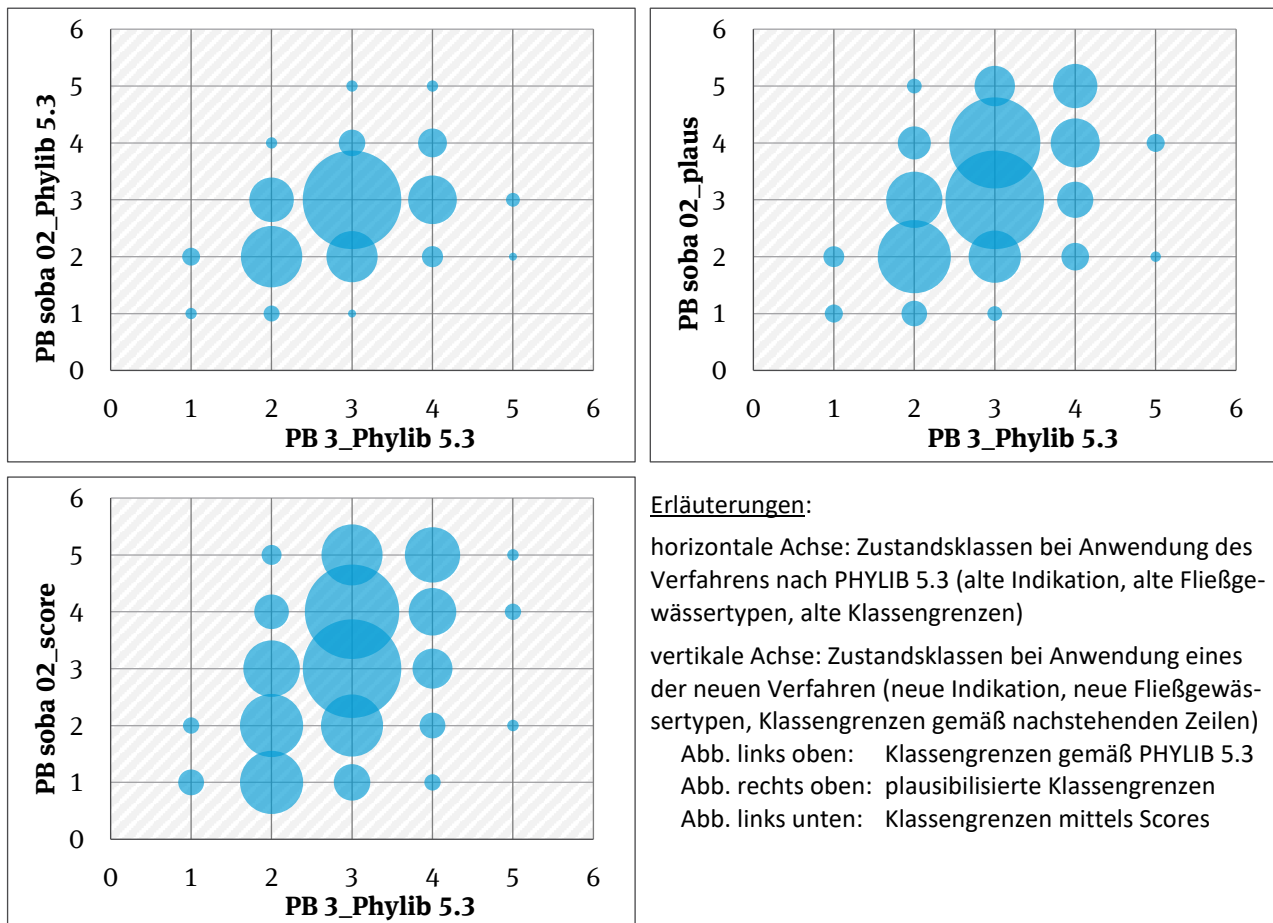 6
5
4
3
2
1
0
PB soba 02_Phylib 5.3
0 1 2 3 4 5 6
PB 3_Phylib 5.3
6
5
4
3
2
1
0
PB soba 02_plaus
0 1 2 3 4 5 6
PB 3_Phylib 5.3
6
5
4
3
2
1
0
PB soba 02_score
0 1 2 3 4 5 6
PB 3_Phylib 5.3
Erläuterungen:
horizontale Achse: Zustandsklassen bei Anwendung des
Verfahrens nach PHYLIB 5.3 (alte Indikation, alte Fließge-
wässertypen, alte Klassengrenzen)
vertikale Achse: Zustandsklassen bei Anwendung eines
der neuen Verfahren (neue Indikation, neue Fließgewäs-
sertypen, Klassengrenzen gemäß nachstehenden Zeilen)
Abb. links oben: Klassengrenzen gemäß PHYLIB 5.3
Abb. rechts oben: plausibilisierte Klassengrenzen
Abb. links unten: Klassengrenzen mittels Scores